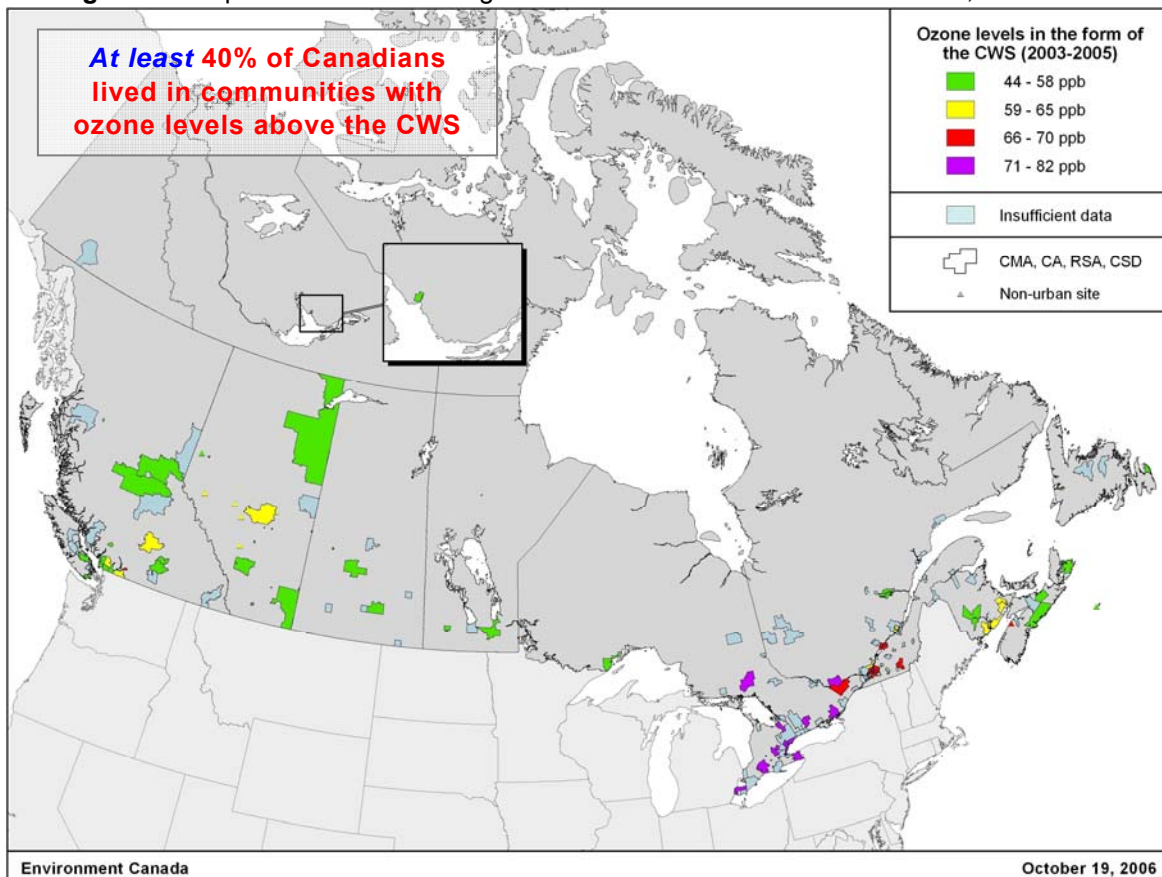 At least 40% of Canadians
lived in communities with
ozone levels above the CWS
Ozone levels in the form of
the CWS (2003-2005)
44 - 58 ppb
59 - 65 ppb
66 - 70 ppb
71 - 82 ppb
Insufficient data
CMA, CA, RSA, CSD
Non-urban site
Environment Canada
October 19, 2006